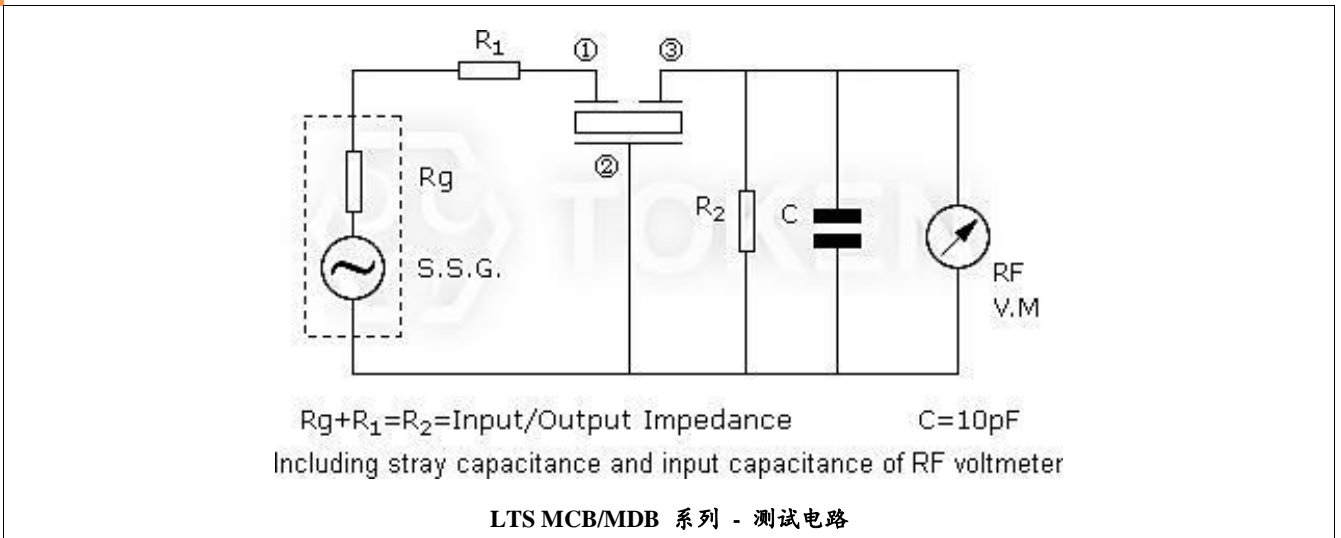 R₁ ① ③
②
Rg
TOKEN
R₂ C
S.S.G.
RF
V.M
Rg+R₁=R₂=Input/Output Impedance C=10pF
Including stray capacitance and input capacitance of RF voltmeter
LTS MCB/MDB 系列 - 测试电路